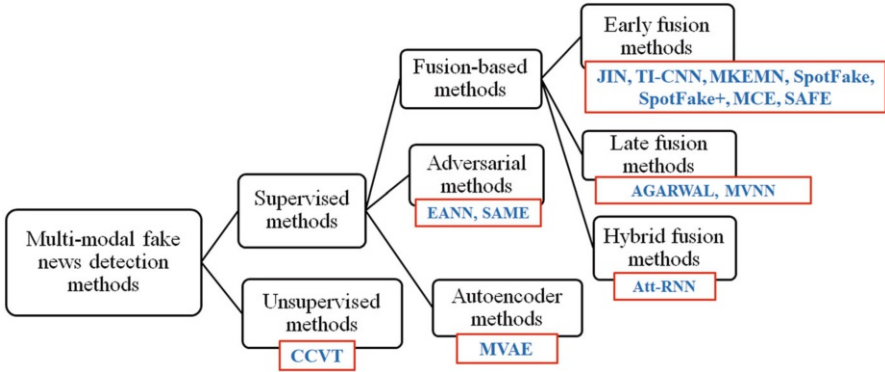 Multi-modal fake
news detection
methods
Supervised
methods
Unsupervised
methods
CCVT
Fusion-based
methods
Adversarial
methods
EANN, SAME
Autoencoder
methods
MVAE
Early fusion
methods
JIN, TI-CNN, MKEMN, SpotFake,
SpotFake+, MCE, SAFE
Late fusion
methods
AGARWAL, MVNN
Hybrid fusion
methods
Att-RNN